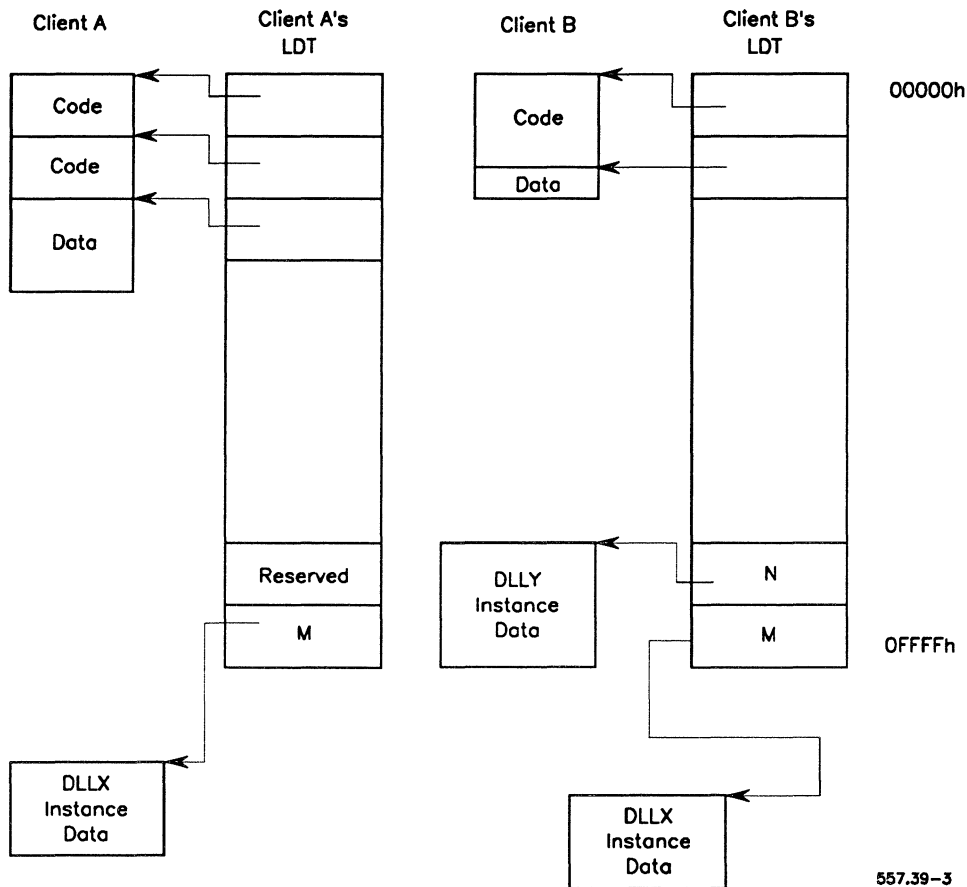 Client A
Client A's
LDT
Client B
Client B's
LDT
00000h
Code
Code
Data
Code
Data
Reserved
M
DLLY
Instance
Data
N
M
0FFFFh
DLLX
Instance
Data
DLLX
Instance
Data
557.39-3